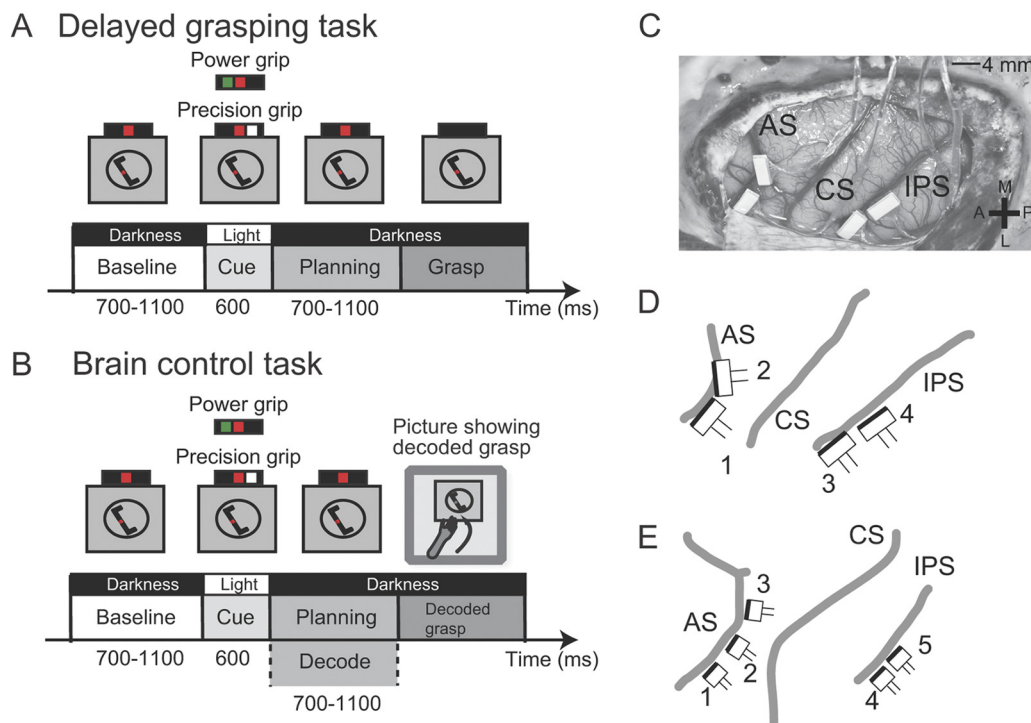 A Delayed grasping task
Power grip
Precision grip
Darkness Light Darkness
Baseline Cue Planning Grasp
700-1100 600 700-1100 Time (ms)
B Brain control task
Power grip
Precision grip
Picture showing
decoded grasp
Darkness Light Darkness
Baseline Cue Planning Decoded
grasp
Decode
700-1100 600 Time (ms)
700-1100
C
4 mm
AS
CS IPS
M
A P
L
D
AS
2
IPS
CS
4
1
3
E
CS
IPS
3
AS
5
2
1
4